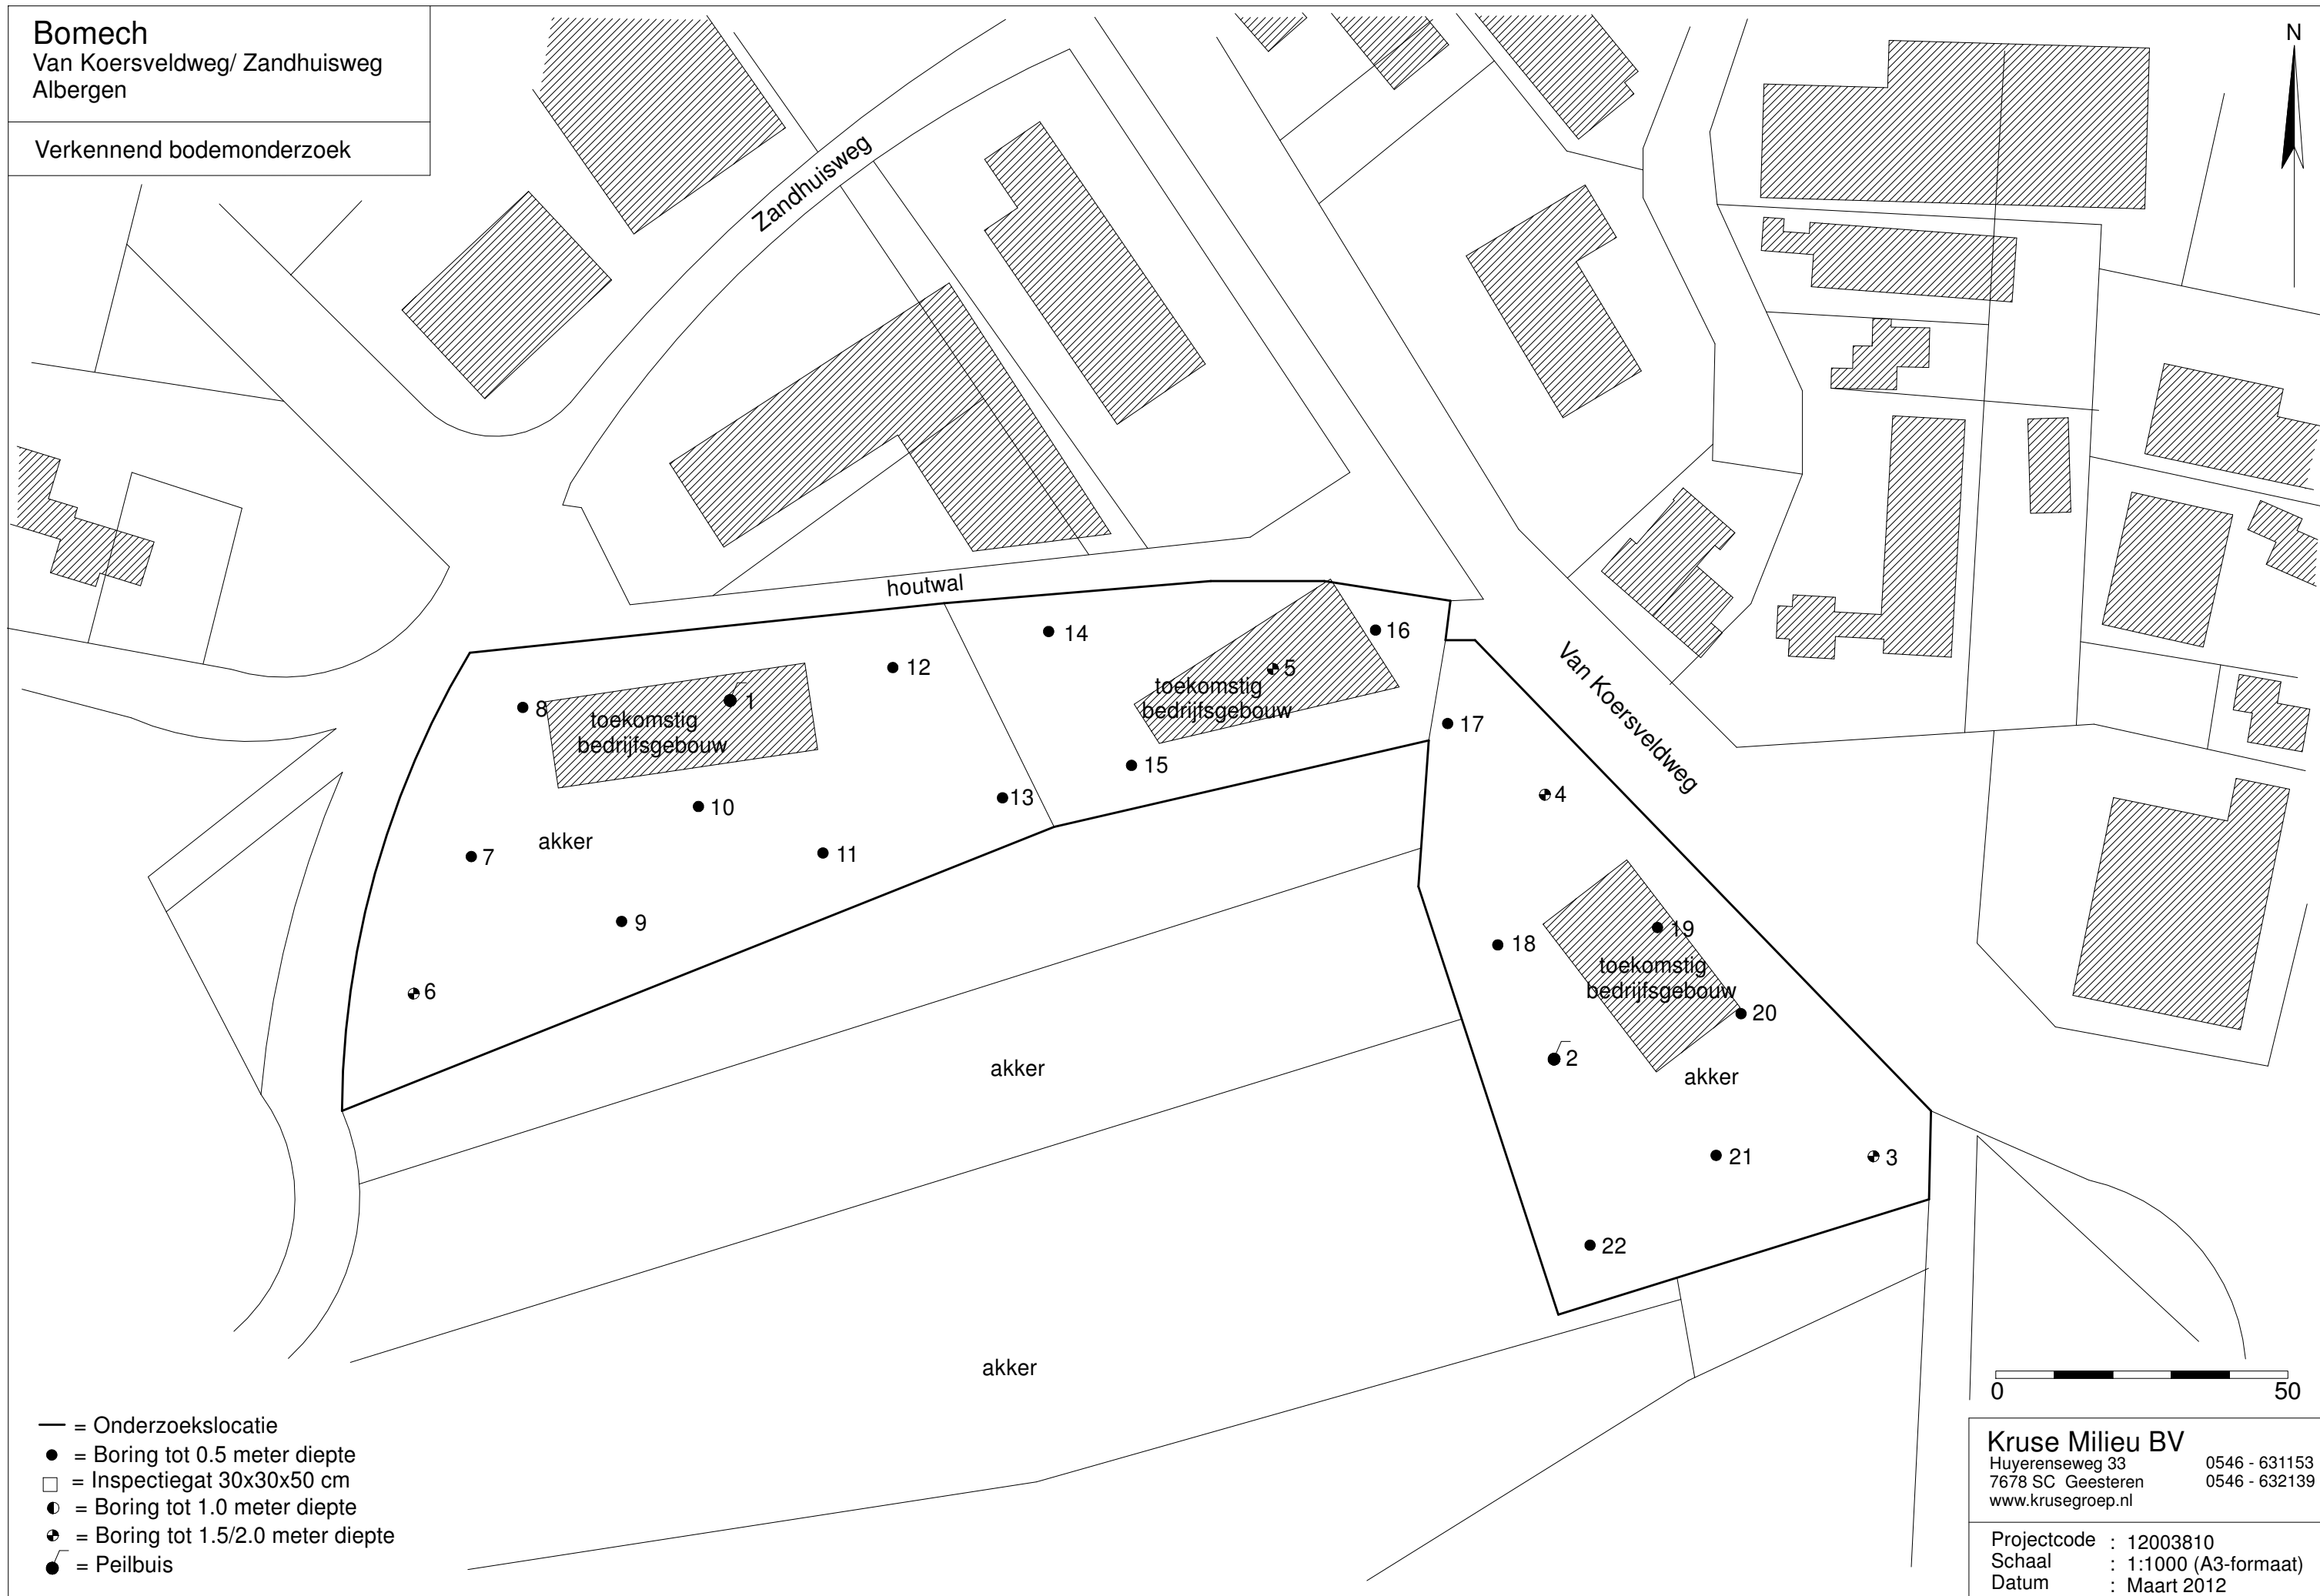 Bomech
Van Koersveldweg/ Zandhuisweg
Albergen
Verkennend bodemonderzoek
N
Zandhuisweg
houtwal
Van Koersveldweg
14
16
12
5
8
1
toekomstig
bedrijfsgebouw
toekomstig
bedrijfsgebouw
17
15
13
4
10
akker
7
11
9
19
18
6
toekomstig
bedrijfsgebouw
20
2
akker
akker
21
3
22
akker
0
50
= Onderzoekslocatie
= Boring tot 0.5 meter diepte
= Inspectiegat 30x30x50 cm
= Boring tot 1.0 meter diepte
= Boring tot 1.5/2.0 meter diepte
= Peilbuis
Kruse Milieu BV
Huyerenseweg 33 0546 - 631153
7678 SC Geesteren 0546 - 632139
www.krusegroep.nl
Projectcode : 12003810
Schaal : 1:1000 (A3-formaat)
Datum : Maart 2012